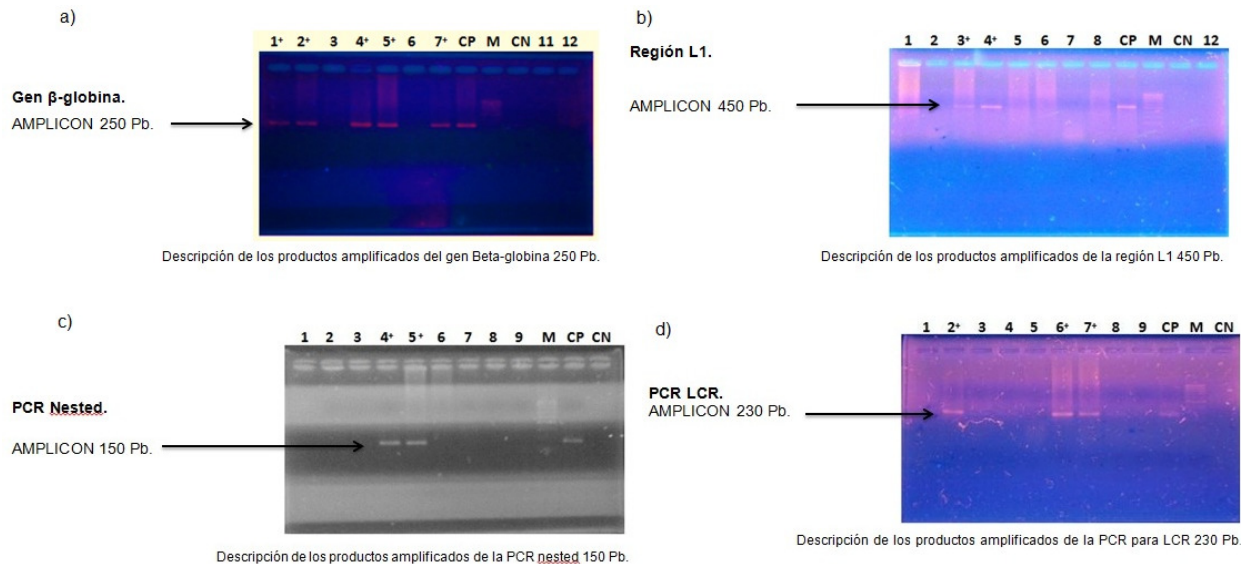 a)
1+ 2+ 3 4+ 5+ 6 7+ CP M CN 11 12
Gen β-globina.
AMPLICON 250 Pb.
Descripción de los productos amplificados del gen Beta-globina 250 Pb.
b)
1 2 3+ 4+ 5 6 7 8 CP M CN 12
Región L1.
AMPLICON 450 Pb.
Descripción de los productos amplificados de la región L1 450 Pb.
c)
1 2 3 4+ 5+ 6 7 8 9 M CP CN
PCR Nested.
AMPLICON 150 Pb.
Descripción de los productos amplificados de la PCR nested 150 Pb.
d)
1 2+ 3 4 5 6+ 7+ 8 9 CP M CN
PCR LCR.
AMPLICON 230 Pb.
Descripción de los productos amplificados de la PCR para LCR 230 Pb.